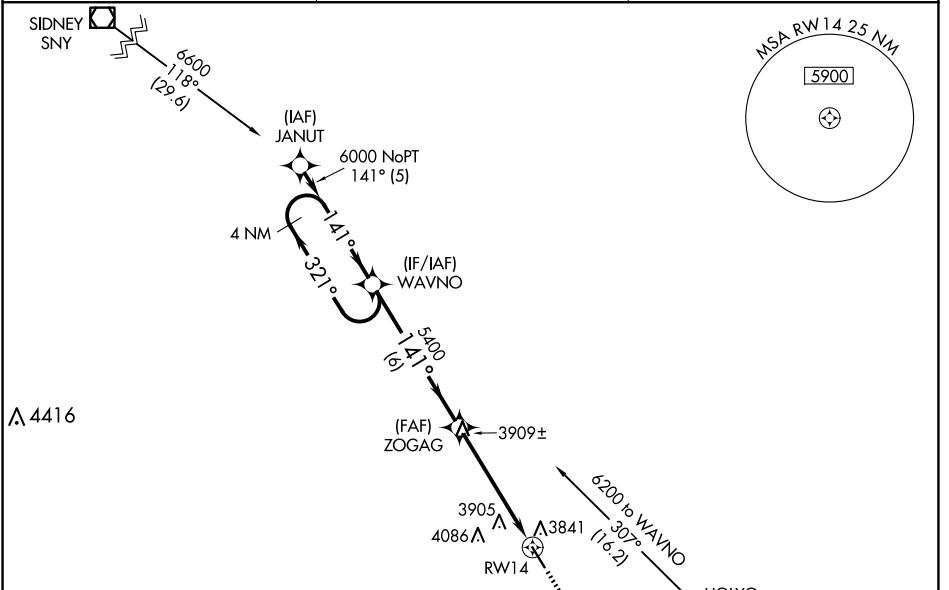 SIDNEY
SNY
6600
118°
(29.6)
MSA RW14 25 NM
5900
(IAF)
JANUT
6000 NoPT
141° (5)
4 NM
141°
321°
(IF/IAF)
WAVNO
5400
141°
(6)
4416
(FAF)
ZOGAG
3909±
6200 to WAVNO
307°
(16.2)
3905
4086
3841
RW14